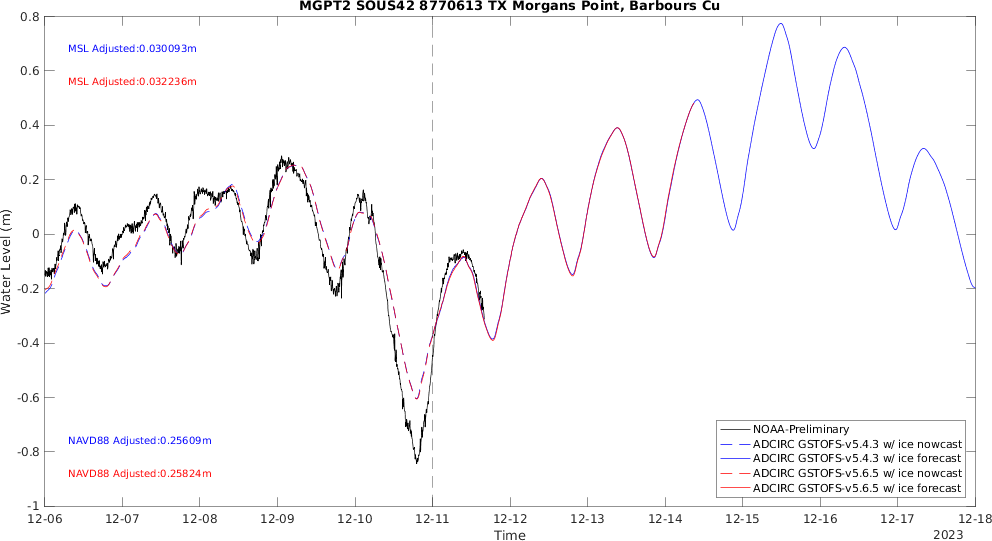 MGPT2 SOUS42 8770613 TX Morgans Point, Barbours Cu
0.8
0.6
0.4
0.2
0
-0.2
-0.4
-0.6
-0.8
-1
Water Level (m)
MSL Adjusted:0.030093m
MSL Adjusted:0.032236m
NAVD88 Adjusted:0.25609m
NAVD88 Adjusted:0.25824m
NOAA-Preliminary
ADCIRC GSTOFS-v5.4.3 w/ ice nowcast
ADCIRC GSTOFS-v5.4.3 w/ ice forecast
ADCIRC GSTOFS-v5.6.5 w/ ice nowcast
ADCIRC GSTOFS-v5.6.5 w/ ice forecast
12-06 12-07 12-08 12-09 12-10 12-11 12-12 12-13 12-14 12-15 12-16 12-17 12-18
Time
2023